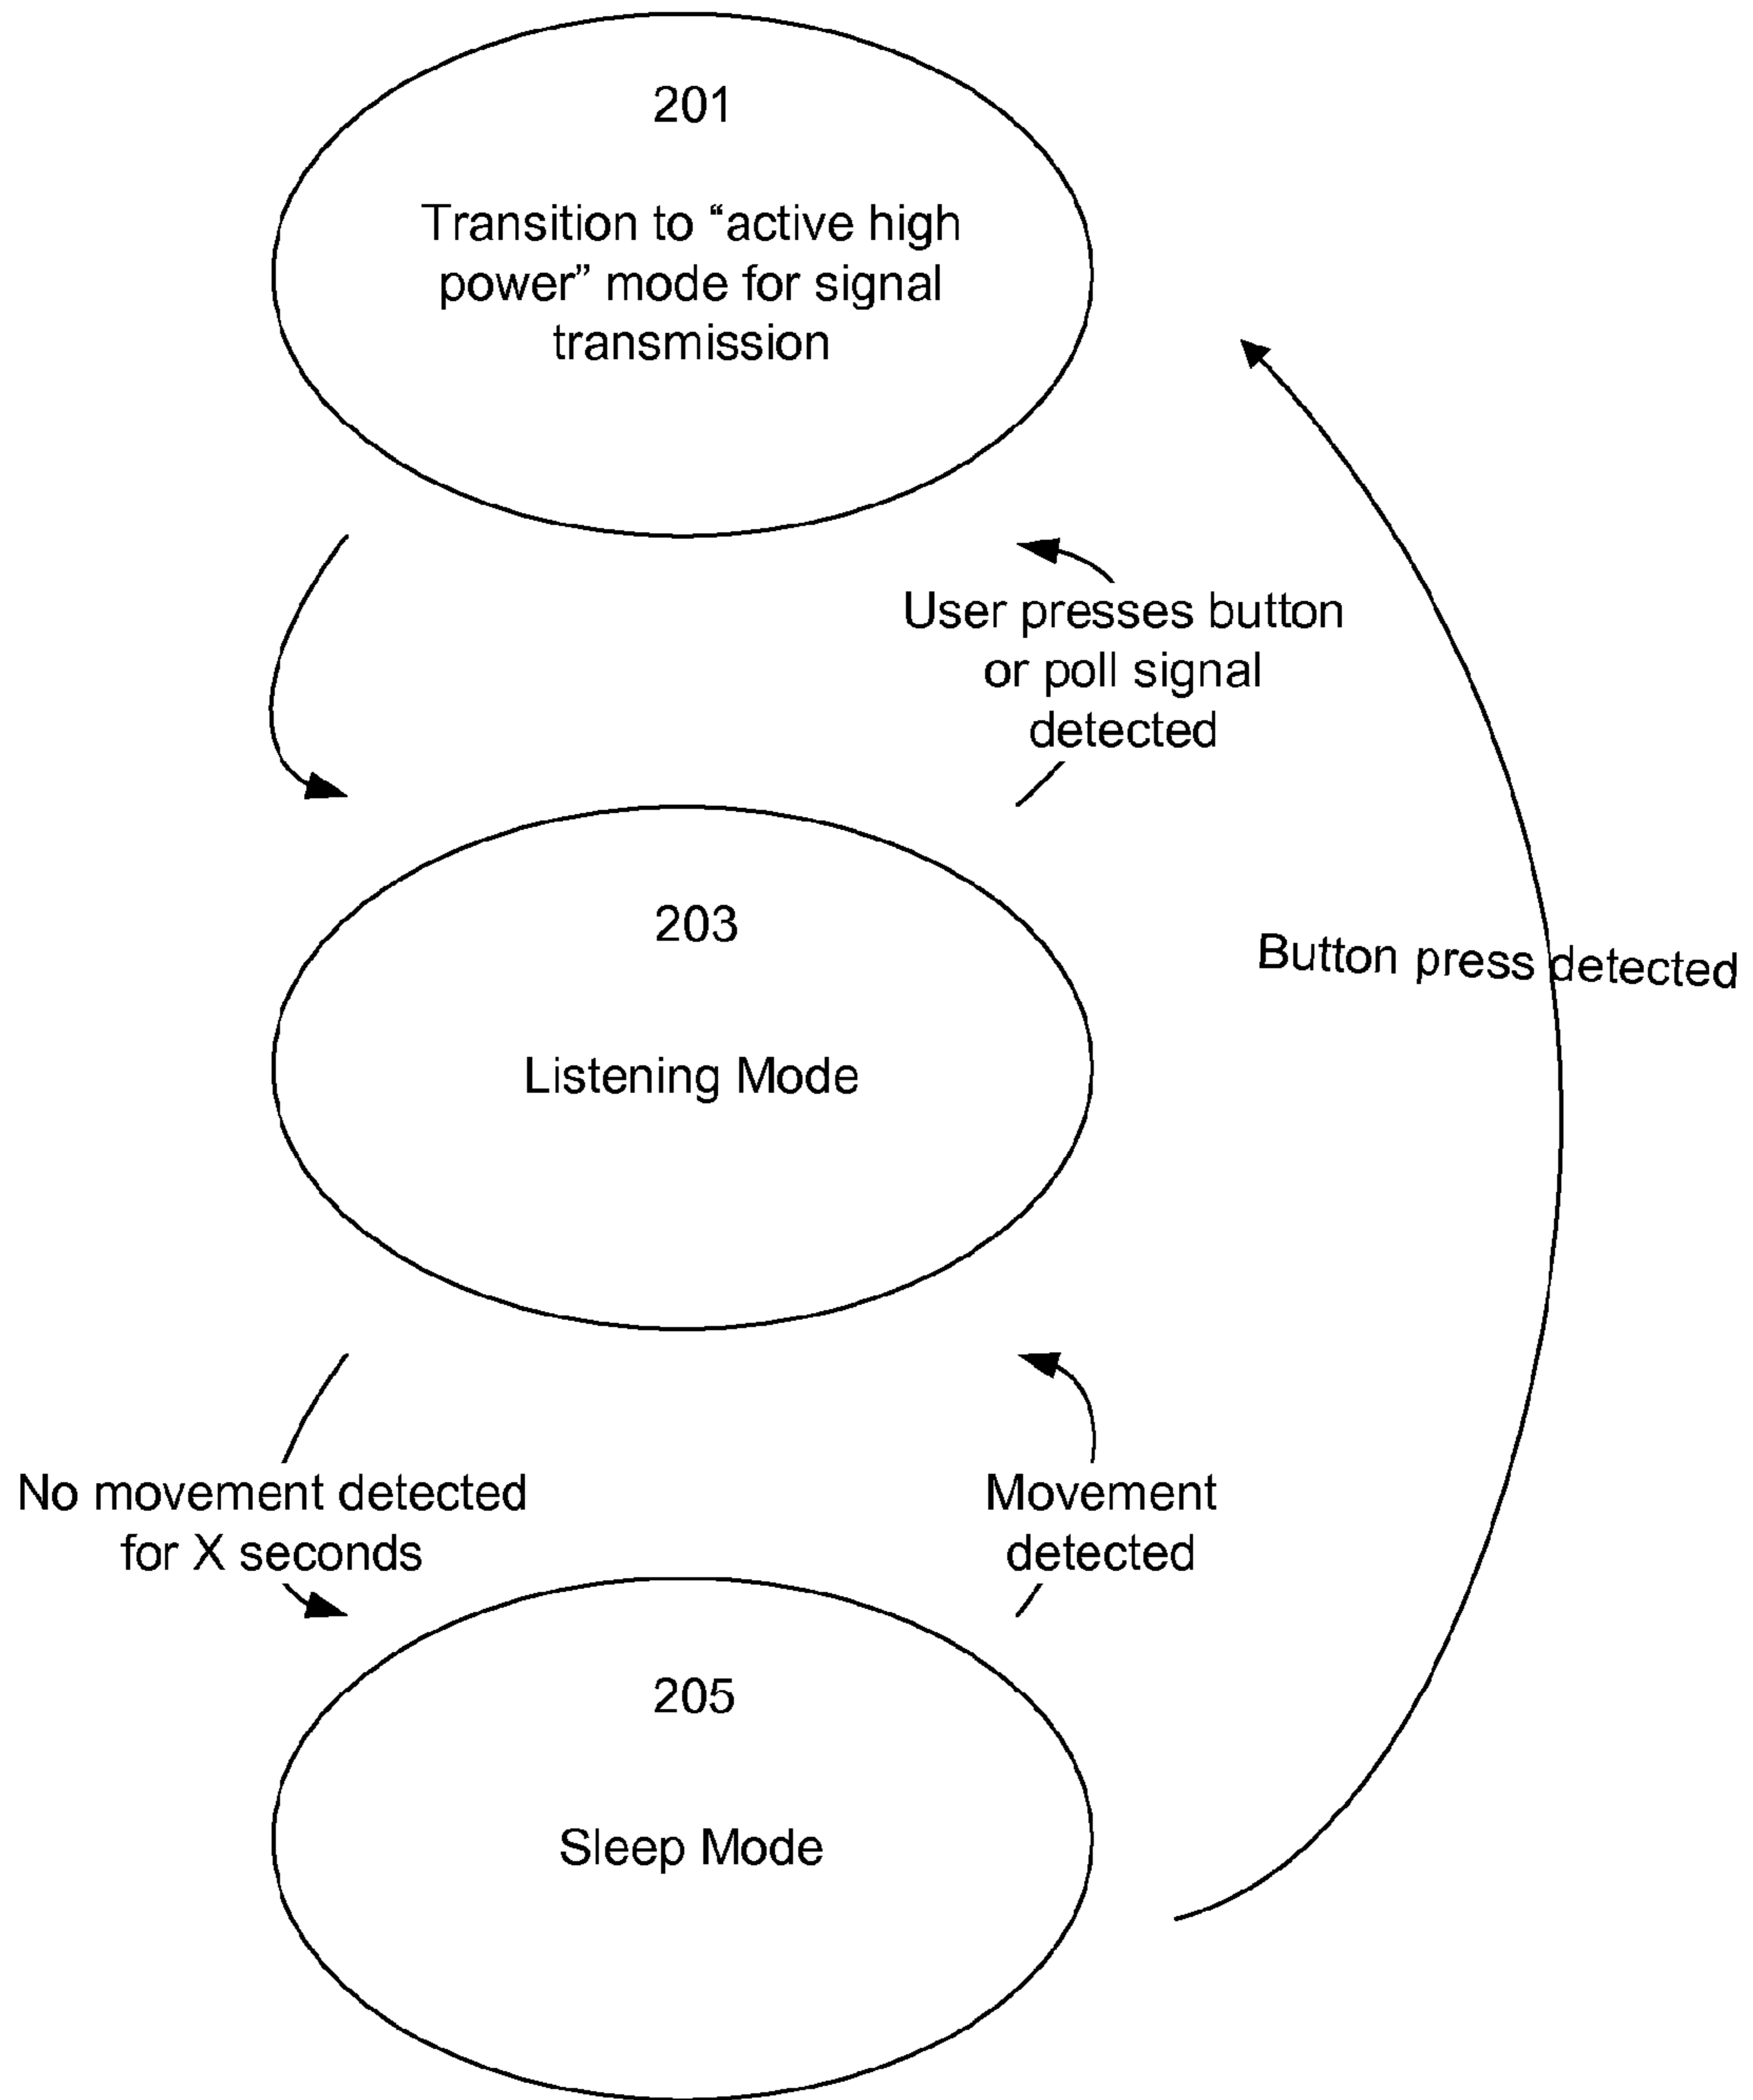 201
Transition to “active high
power” mode for signal
transmission
User presses button
or poll signal
detected
203
Listening Mode
Button press detected
No movement detected
for X seconds
Movement
detected
205
Sleep Mode